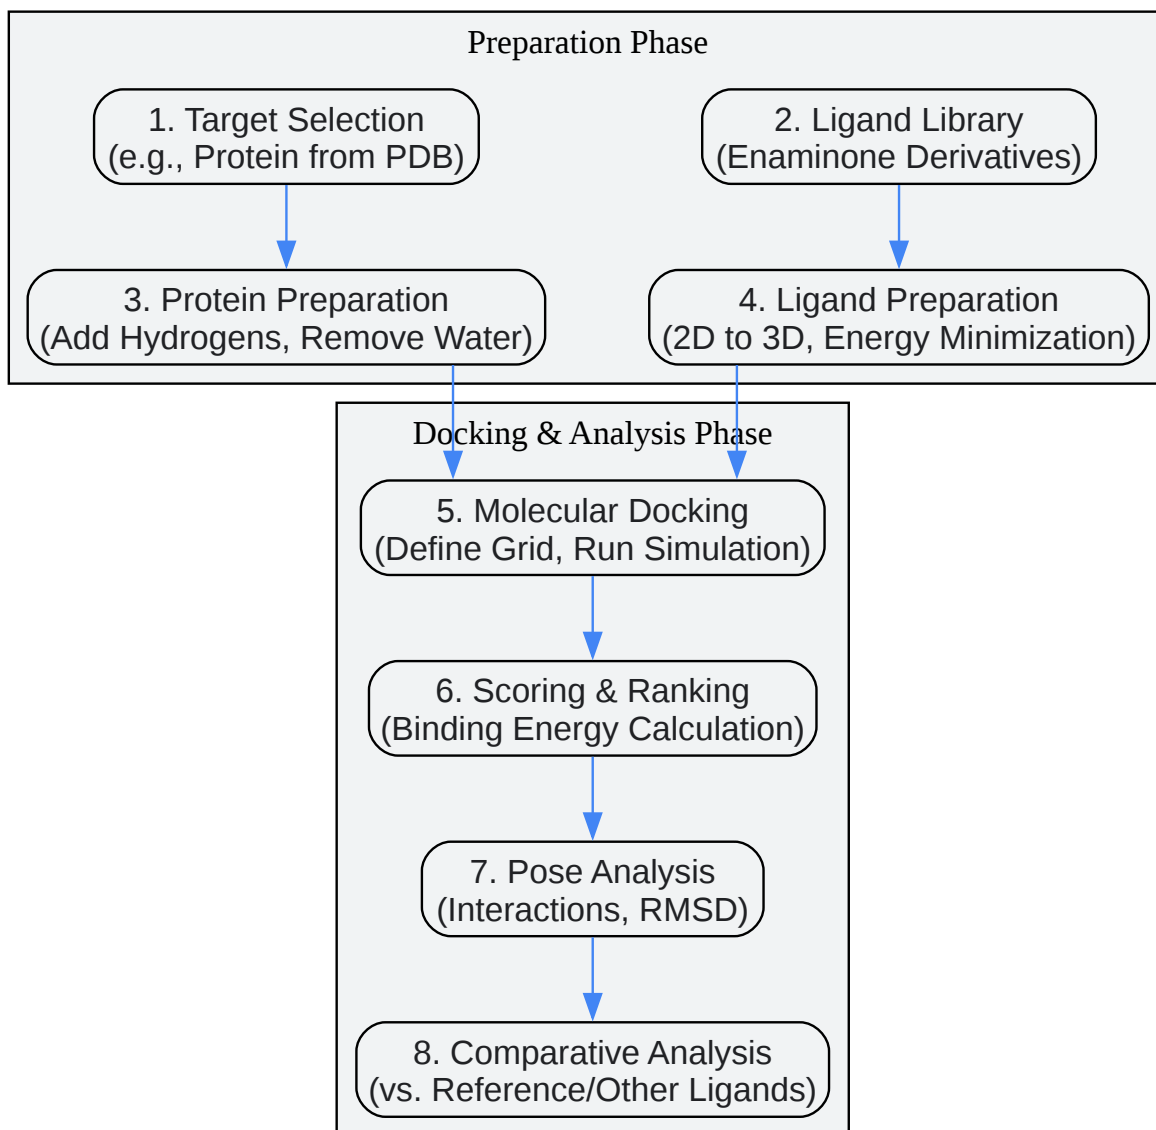 Preparation Phase
1. Target Selection
(e.g., Protein from PDB)
2. Ligand Library
(Enaminone Derivatives)
3. Protein Preparation
(Add Hydrogens, Remove Water)
4. Ligand Preparation
(2D to 3D, Energy Minimization)
Docking & Analysis Phase
5. Molecular Docking
(Define Grid, Run Simulation)
6. Scoring & Ranking
(Binding Energy Calculation)
7. Pose Analysis
(Interactions, RMSD)
8. Comparative Analysis
(vs. Reference/Other Ligands)